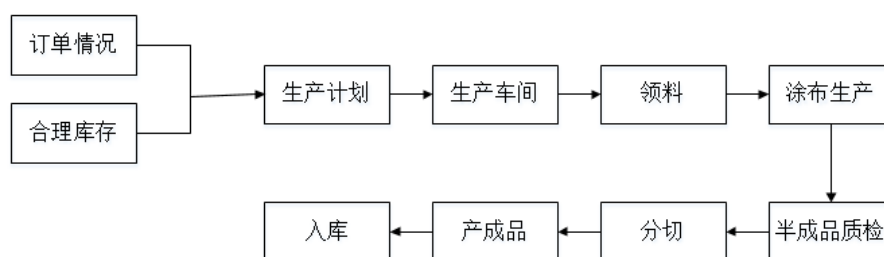 订单情况
合理库存
生产计划
生产车间
领料
涂布生产
半成品质检
分切
产成品
入库